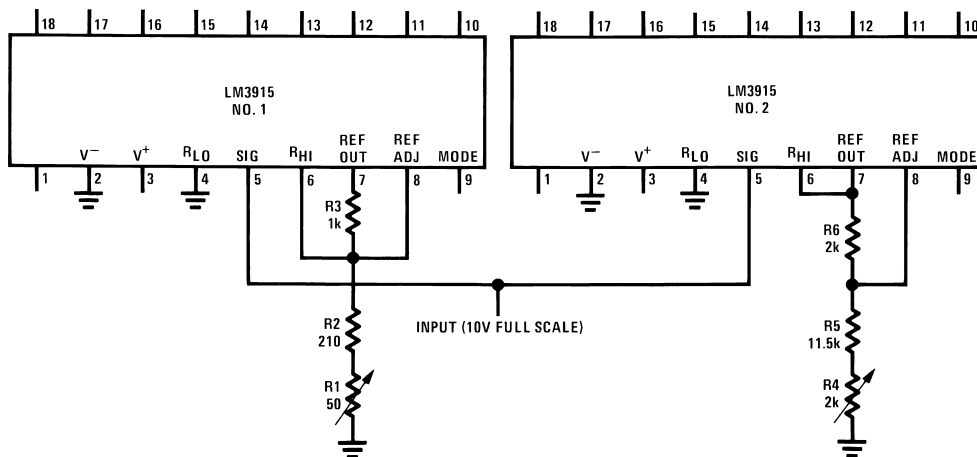 18 17 16 15 14 13 12 11 10
LM3915
NO. 1
V− V+ RLO SIG RHI REF OUT REF ADJ MODE
1 2 3 4 5 6 7 8 9
R3
1k
R2
210
R1
50
INPUT (10V FULL SCALE)
18 17 16 15 14 13 12 11 10
LM3915
NO. 2
V− V+ RLO SIG RHI REF OUT REF ADJ MODE
1 2 3 4 5 6 7 8 9
R6
2k
R5
11.5k
R4
2k